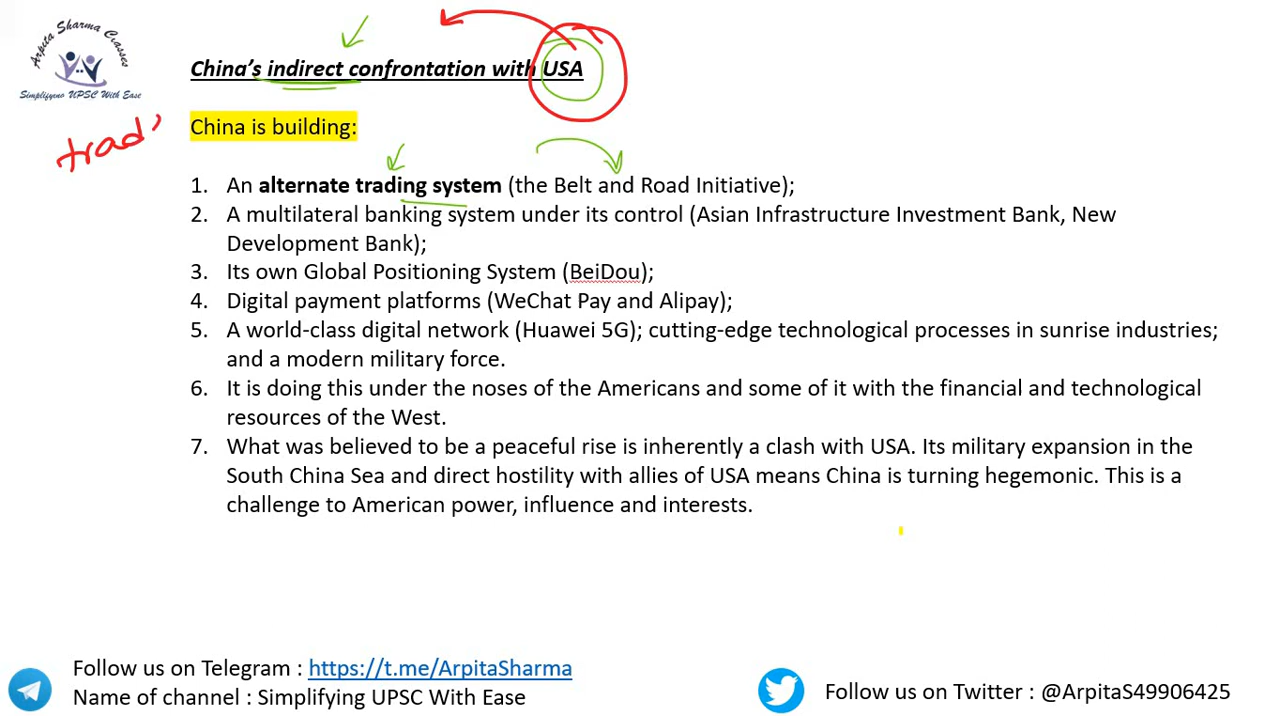 Arpita Sharma Classes
Simplifying UPSC With Ease
China's indirect confrontation with USA
trad
China is building:
1. An alternate trading system (the Belt and Road Initiative);
2. A multilateral banking system under its control (Asian Infrastructure Investment Bank, New
Development Bank);
3. Its own Global Positioning System (BeiDou);
4. Digital payment platforms (WeChat Pay and Alipay);
5. A world-class digital network (Huawei 5G); cutting-edge technological processes in sunrise industries;
and a modern military force.
6. It is doing this under the noses of the Americans and some of it with the financial and technological
resources of the West.
7. What was believed to be a peaceful rise is inherently a clash with USA. Its military expansion in the
South China Sea and direct hostility with allies of USA means China is turning hegemonic. This is a
challenge to American power, influence and interests.
Follow us on Telegram : https://t.me/ArpitaSharma
Name of channel : Simplifying UPSC With Ease
Follow us on Twitter : @ArpitaS49906425